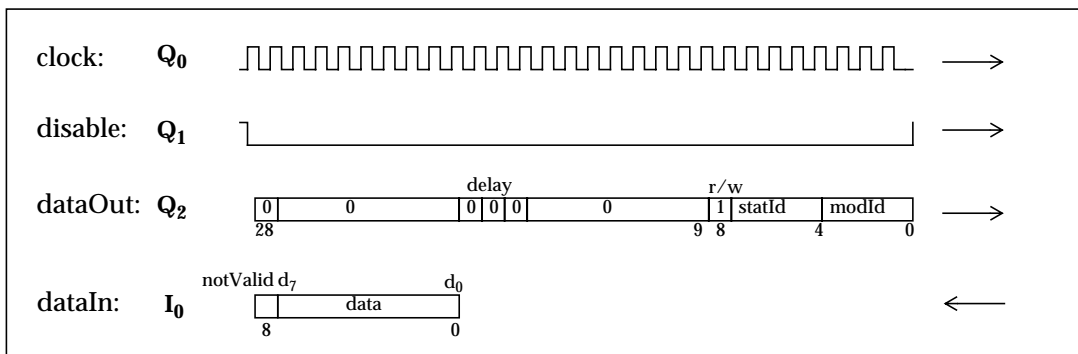 clock: Q0
disable: Q1
delay r/w
dataOut: Q2 0 0 0 0 0 0 1 statId modId
28 9 8 4 0
notValid d7 d0
dataIn: I0 data
8 0